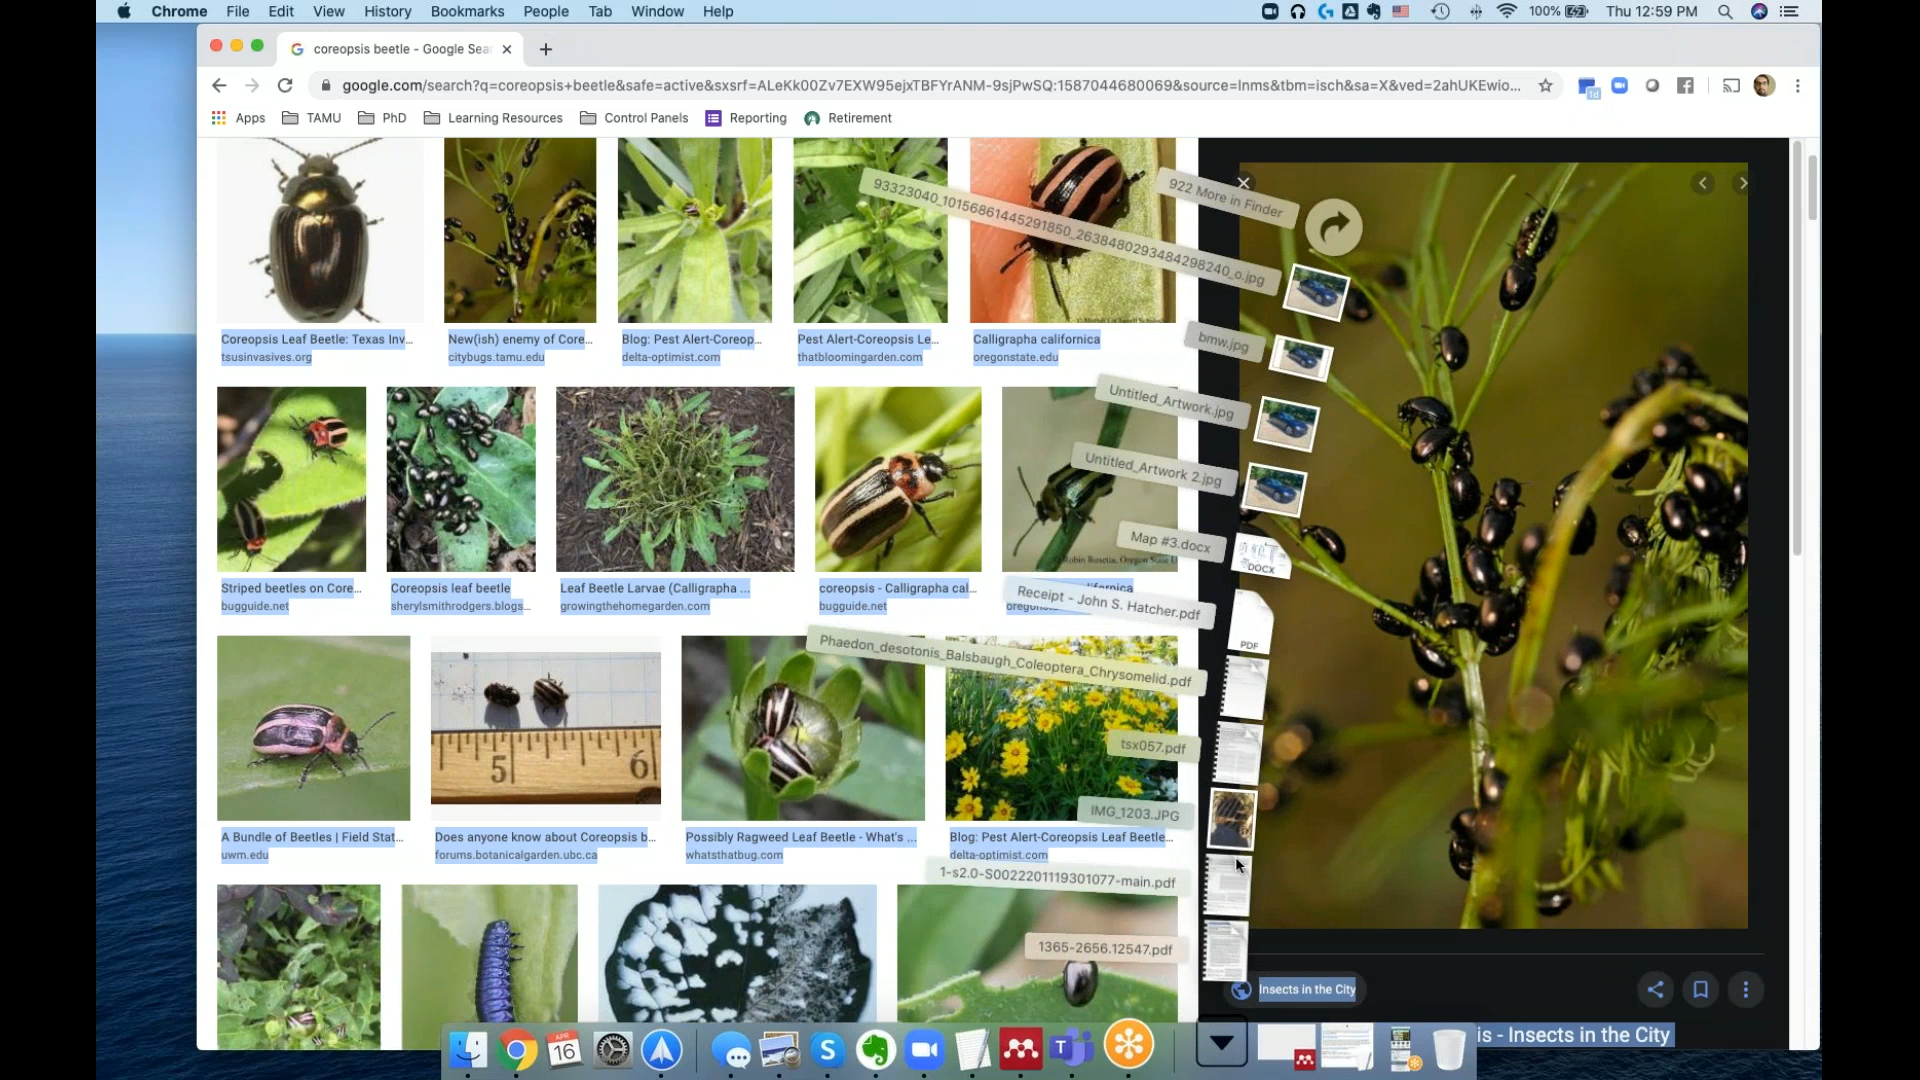 Chrome File Edit View History Bookmarks People Tab Window Help
100% Thu 12:59 PM
coreopsis beetle - Google Sea
google.com/search?q=coreopsis+beetle&safe=active&sxsrf=ALeKk00Zv7EXW95ejxTBFYrANM-9sjPwSQ:1587044680069&source=lnms&tbm=isch&sa=X&ved=2ahUKEwio...
1d
Apps TAMU PhD Learning Resources Control Panels Reporting Retirement
922 More in Finder
93323040_10156861445291850_2638480293484298240_o.jpg
Coreopsis Leaf Beetle: Texas Inv...
tsusinvasives.org
New(ish) enemy of Core...
citybugs.tamu.edu
Blog: Pest Alert-Coreop...
delta-optimist.com
Pest Alert-Coreopsis Le...
thatbloomingarden.com
Calligrapha californica
oregonstate.edu
bmw.jpg
Untitled_Artwork.jpg
Untitled_Artwork 2.jpg
Map #3.docx
DOCX
Striped beetles on Core...
bugguide.net
Coreopsis leaf beetle
sherylsmithrodgers.blogs...
Leaf Beetle Larvae (Calligrapha ...
growingthehomegarden.com
coreopsis - Calligrapha cal...
bugguide.net
Receipt - John S. Hatcher.pdf
PDF
Phaedon_desotonis_Balsbaugh_Coleoptera_Chrysomelid.pdf
tsx057.pdf
5 6
IMG_1203.JPG
A Bundle of Beetles | Field Stat...
uwm.edu
Does anyone know about Coreopsis b...
forums.botanicalgarden.ubc.ca
Possibly Ragweed Leaf Beetle - What's ...
whatsthatbug.com
Blog: Pest Alert-Coreopsis Leaf Beetle...
delta-optimist.com
1-s2.0-S0022201119301077-main.pdf
1365-2656.12547.pdf
Insects in the City
is - Insects in the City
APR
16